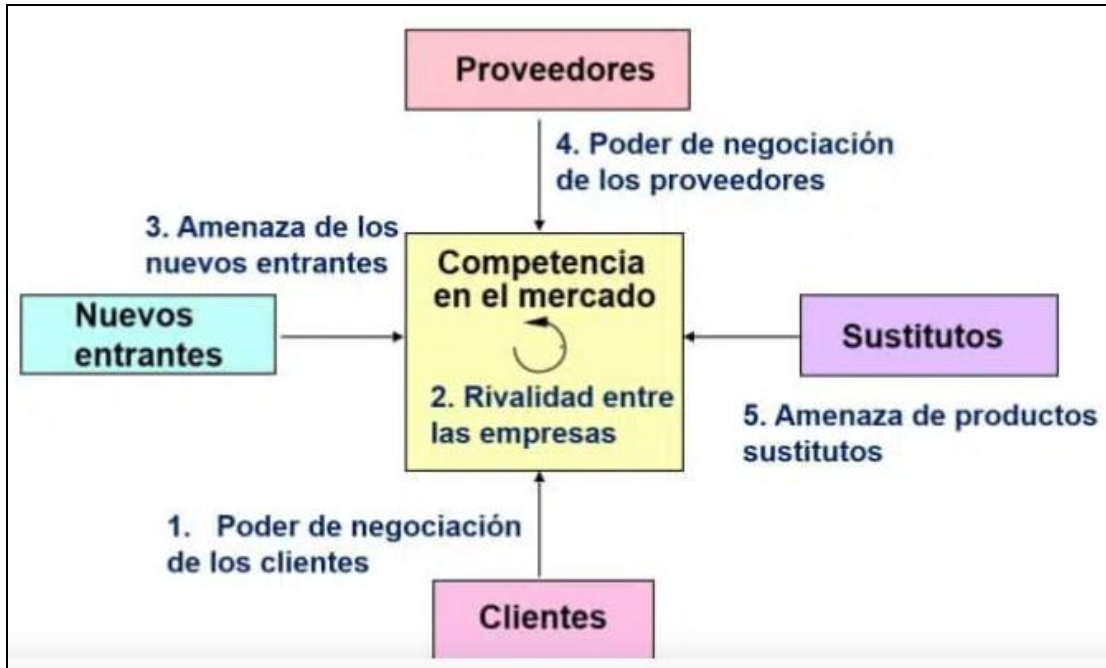 Proveedores
4. Poder de negociación
de los proveedores
3. Amenaza de los
nuevos entrantes
Competencia
en el mercado
Nuevos
entrantes
Sustitutos
2. Rivalidad entre
las empresas
5. Amenaza de productos
sustitutos
1. Poder de negociación
de los clientes
Clientes